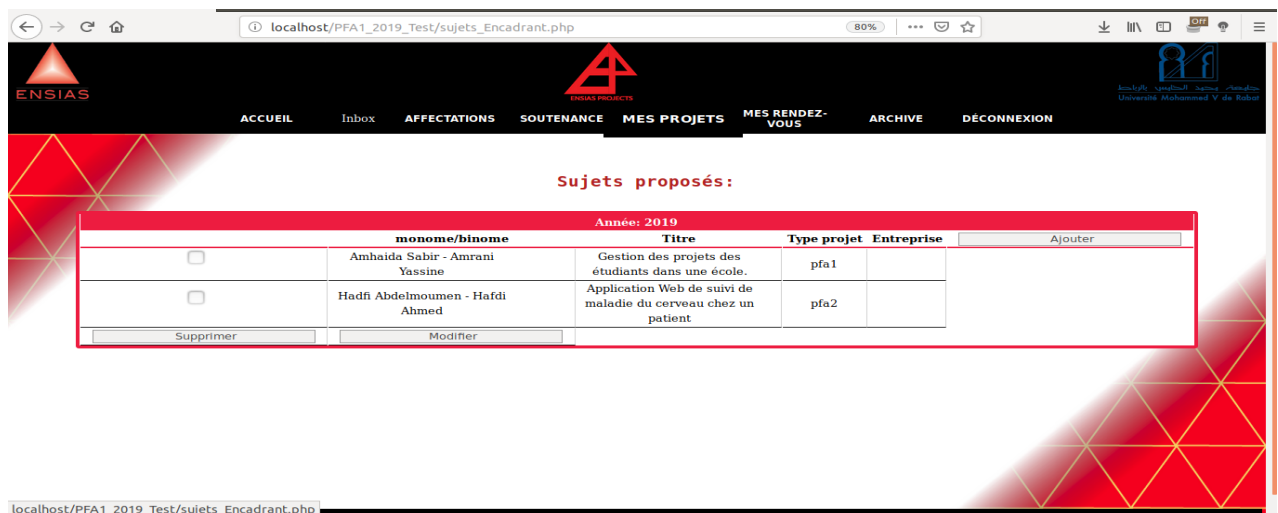 localhost/PFA1_2019_Test/sujets_Encadrant.php
80%
Off
ENSIAS
ENSIAS PROJECTS
Université Mohammed V de Rabat
ACCUEIL Inbox AFFECTATIONS SOUTENANCE MES PROJETS MES RENDEZ-
VOUS ARCHIVE DÉCONNEXION
Sujets proposés:
Année: 2019
monome/binome Titre Type projet Entreprise Ajouter
Amhaida Sabir - Amrani
Yassine
Gestion des projets des
étudiants dans une école.
pfa1
Hadfi Abdelmoumen - Hafdi
Ahmed
Application Web de suivi de
maladie du cerveau chez un
patient
pfa2
Supprimer Modifier
localhost/PFA1_2019_Test/sujets_Encadrant.php